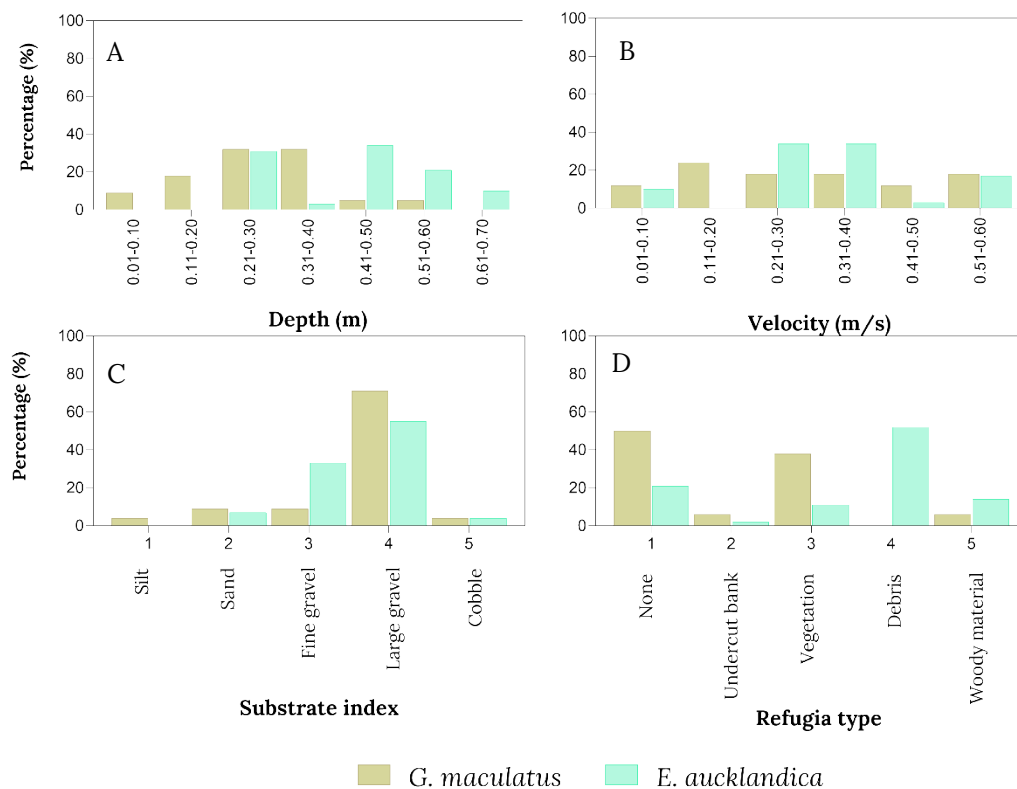 A
Percentage (%)
100
80
60
40
20
0
0.01-0.10
0.11-0.20
0.21-0.30
0.31-0.40
0.41-0.50
0.51-0.60
0.61-0.70
Depth (m)
B
100
80
60
40
20
0
0.01-0.10
0.11-0.20
0.21-0.30
0.31-0.40
0.41-0.50
0.51-0.60
Velocity (m/s)
C
Percentage (%)
100
80
60
40
20
0
1 2 3 4 5
Silt
Sand
Fine gravel
Large gravel
Cobble
Substrate index
D
100
80
60
40
20
0
1 2 3 4 5
None
Undercut bank
Vegetation
Debris
Woody material
Refugia type
G. maculatus
E. aucklandica